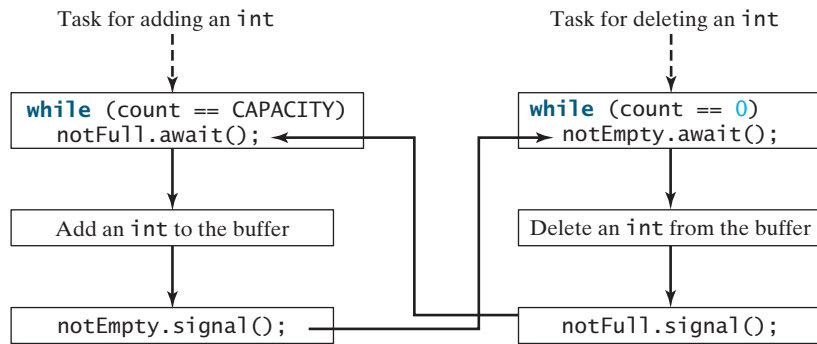 Task for adding an int
while (count == CAPACITY)
notFull.await();
Add an int to the buffer
notEmpty.signal();
Task for deleting an int
while (count == 0)
notEmpty.await();
Delete an int from the buffer
notFull.signal();